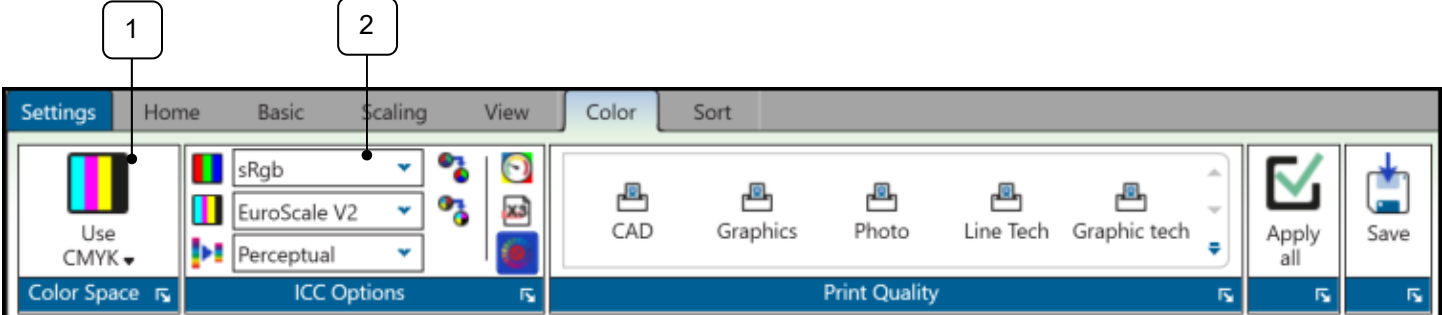 1
2
Settings Home Basic Scaling View Color Sort
sRgb
EuroScale V2
Perceptual
X3
Use
CMYK
CAD Graphics Photo Line Tech Graphic tech
Apply
all
Save
Color Space ICC Options Print Quality